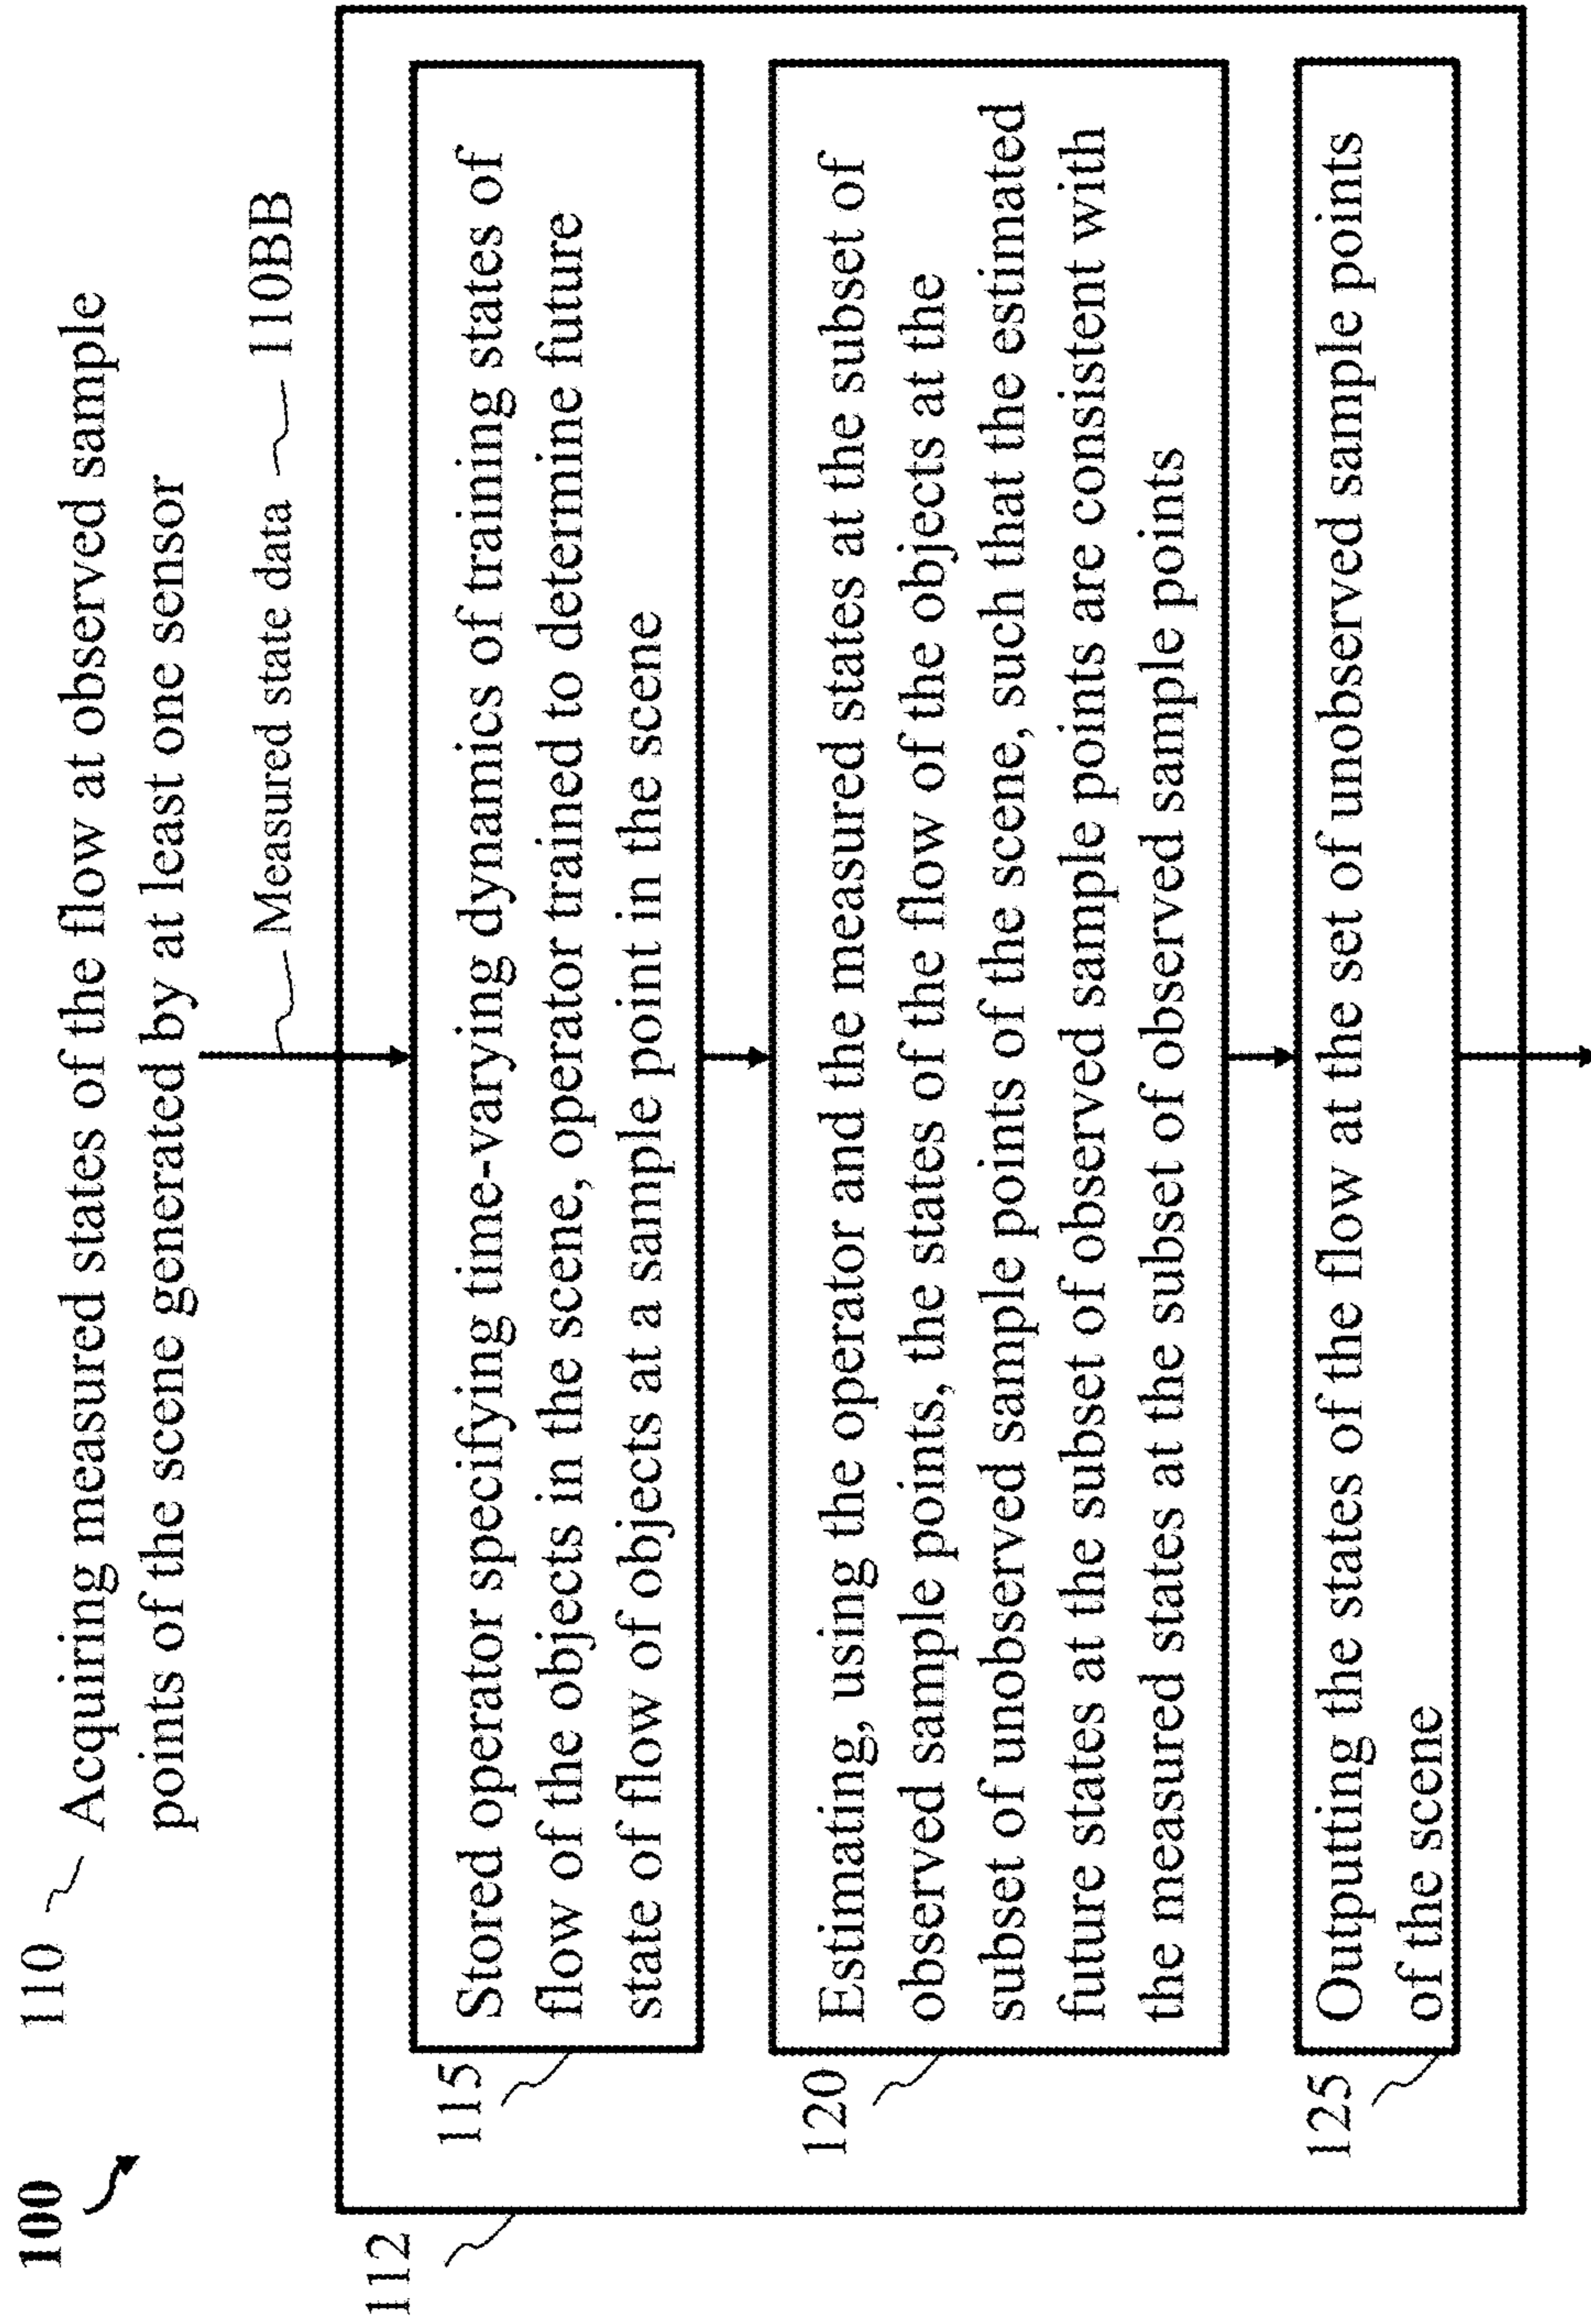 100
110
Acquiring measured states of the flow at observed sample
points of the scene generated by at least one sensor
Measured state data
110BB
112
115
Stored operator specifying time-varying dynamics of training states of
flow of the objects in the scene, operator trained to determine future
state of flow of objects at a sample point in the scene
120
Estimating, using the operator and the measured states at the subset of
observed sample points, the states of the flow of the objects at the
subset of unobserved sample points of the scene, such that the estimated
future states at the subset of observed sample points are consistent with
the measured states at the subset of observed sample points
125
Outputting the states of the flow at the set of unobserved sample points
of the scene